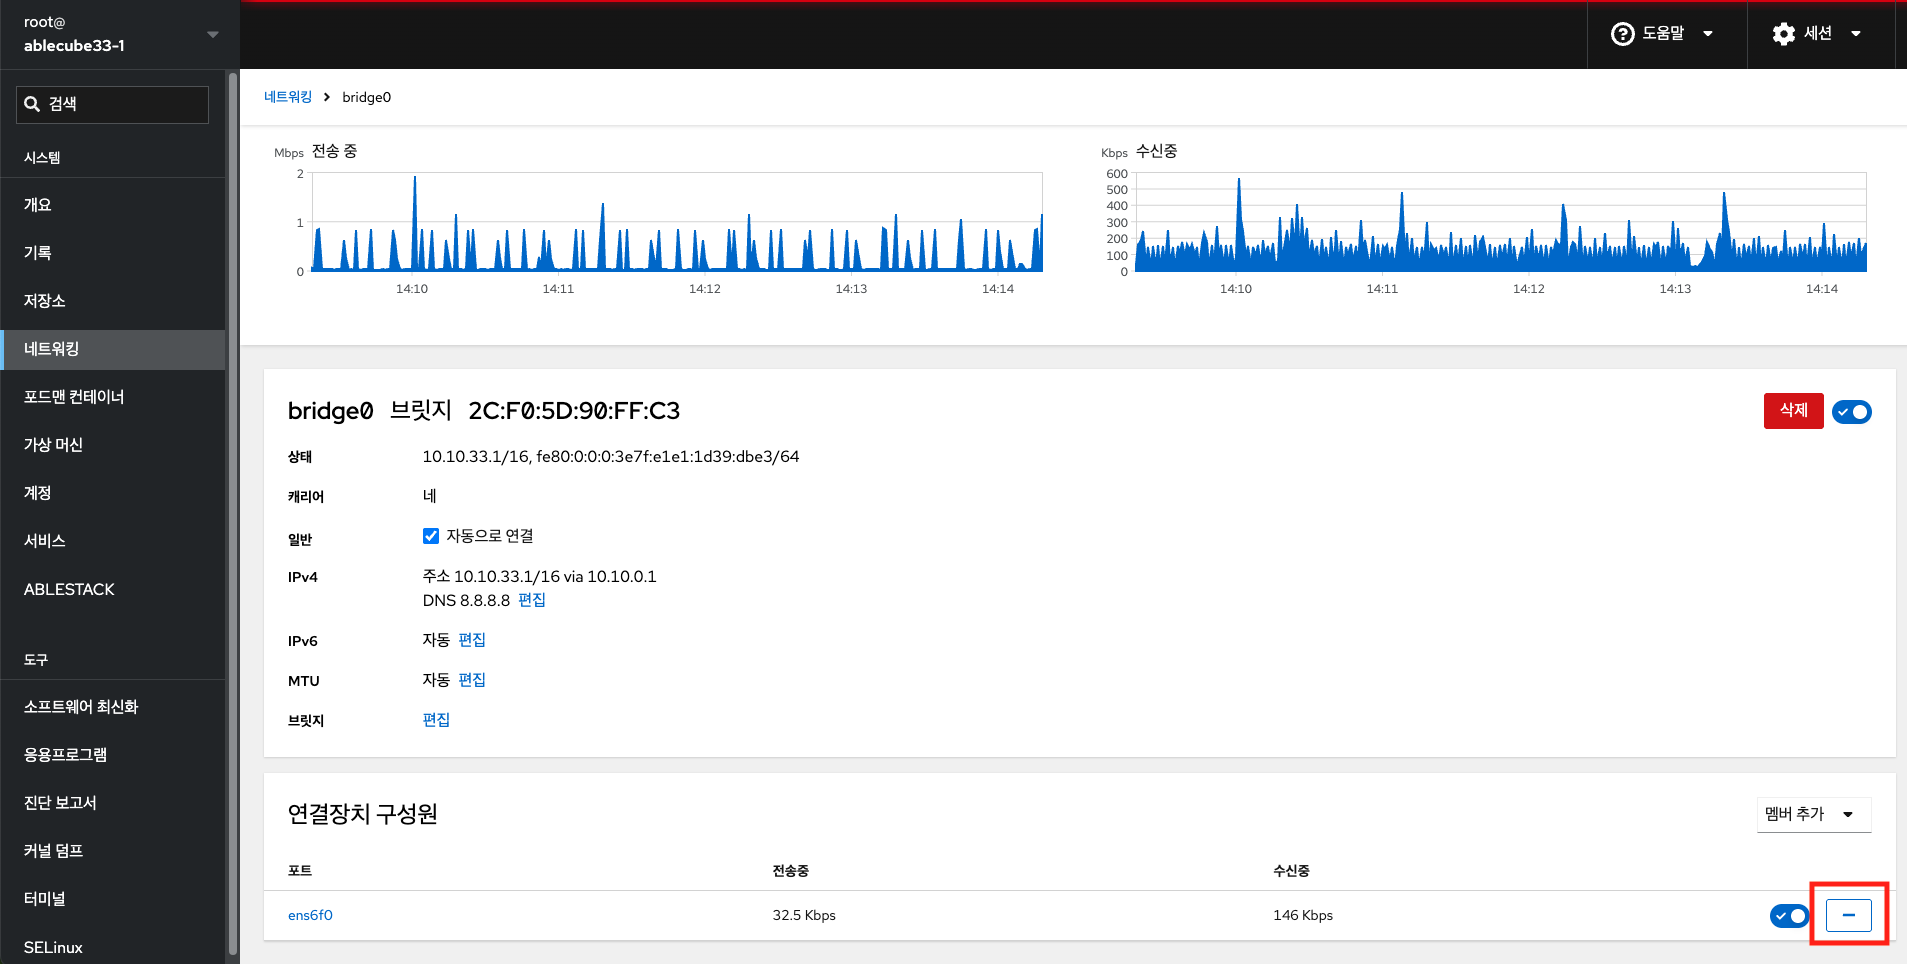 root@
ablecube33-1
도움말
세션
검색
시스템
개요
기록
저장소
네트워킹
포드맨 컨테이너
가상 머신
계정
서비스
ABLESTACK
도구
소프트웨어 최신화
응용프로그램
진단 보고서
커널 덤프
터미널
SELinux
네트워킹 > bridge0
Mbps 전송 중
2
1
0
14:10 14:11 14:12 14:13 14:14
Kbps 수신중
600
500
400
300
200
100
0
14:10 14:11 14:12 14:13 14:14
bridge0 브릿지 2C:F0:5D:90:FF:C3
삭제
상태 10.10.33.1/16, fe80:0:0:0:3e7f:e1e1:1d39:dbe3/64
캐리어 네
일반 자동으로 연결
IPv4 주소 10.10.33.1/16 via 10.10.0.1
DNS 8.8.8.8 편집
IPv6 자동 편집
MTU 자동 편집
브릿지 편집
연결장치 구성원
멤버 추가
포트 전송중 수신중
ens6f0 32.5 Kbps 146 Kbps